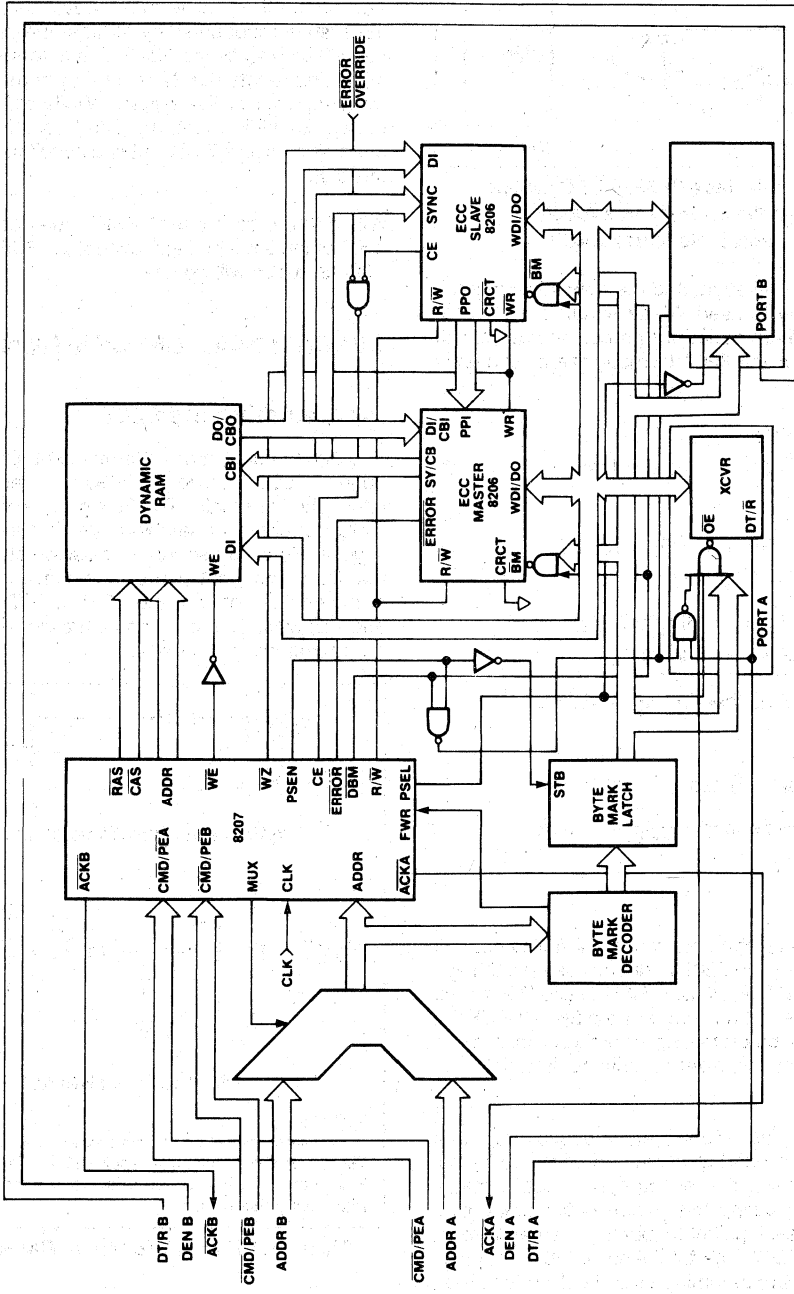 ERROR
OVERRIDE
DYNAMIC
RAM
DO/
CBO
CBI
DI
WE
DI
SYNC
CE
ECC
SLAVE
8206
WDI/DO
R/W
PPO
CRCT
WR
BM
DI/
CBI
PPI
WR
SY/CB
ERROR
R/W
ECC
MASTER
8206
WDI/DO
CRCT
BM
PORT B
XCVR
OE
DT/R
PORT A
RAS
CAS
ADDR
WE
WZ
PSEN
CE
ERROR
DBM
R/W
PSEL
FWR
8207
ACKB
CMD/PEA
CMD/PEB
MUX
CLK
ADDR
ACKA
CLK
STB
BYTE
MARK
LATCH
BYTE
MARK
DECODER
DT/R B
DEN B
ACKB
CMD/PEB
ADDR B
CMD/PEA
ADDR A
ACKA
DEN A
DT/R A